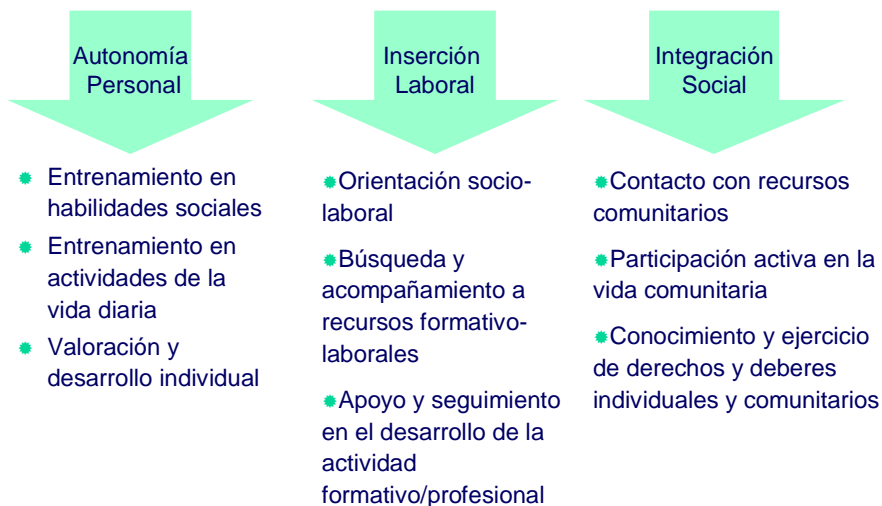 Autonomía
Personal
Entrenamiento en
habilidades sociales
Entrenamiento en
actividades de la
vida diaria
Valoración y
desarrollo individual
Inserción
Laboral
Orientación socio-
laboral
Búsqueda y
acompañamiento a
recursos formativo-
laborales
Apoyo y seguimiento
en el desarrollo de la
actividad
formativo/profesional
Integración
Social
Contacto con recursos
comunitarios
Participación activa en la
vida comunitaria
Conocimiento y ejercicio
de derechos y deberes
individuales y comunitarios